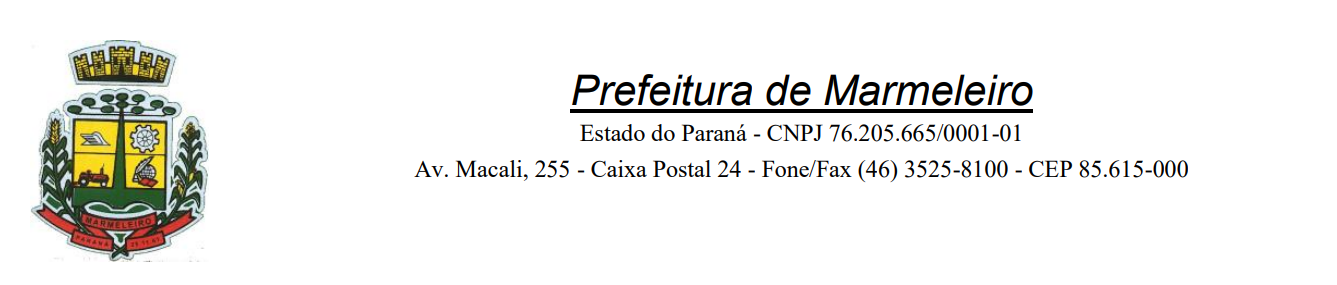 Prefeitura de Marmeleiro
Estado do Paraná - CNPJ 76.205.665/0001-01
Av. Macali, 255 - Caixa Postal 24 - Fone/Fax (46) 3525-8100 - CEP 85.615-000
MARMELEIRO
PARANÁ